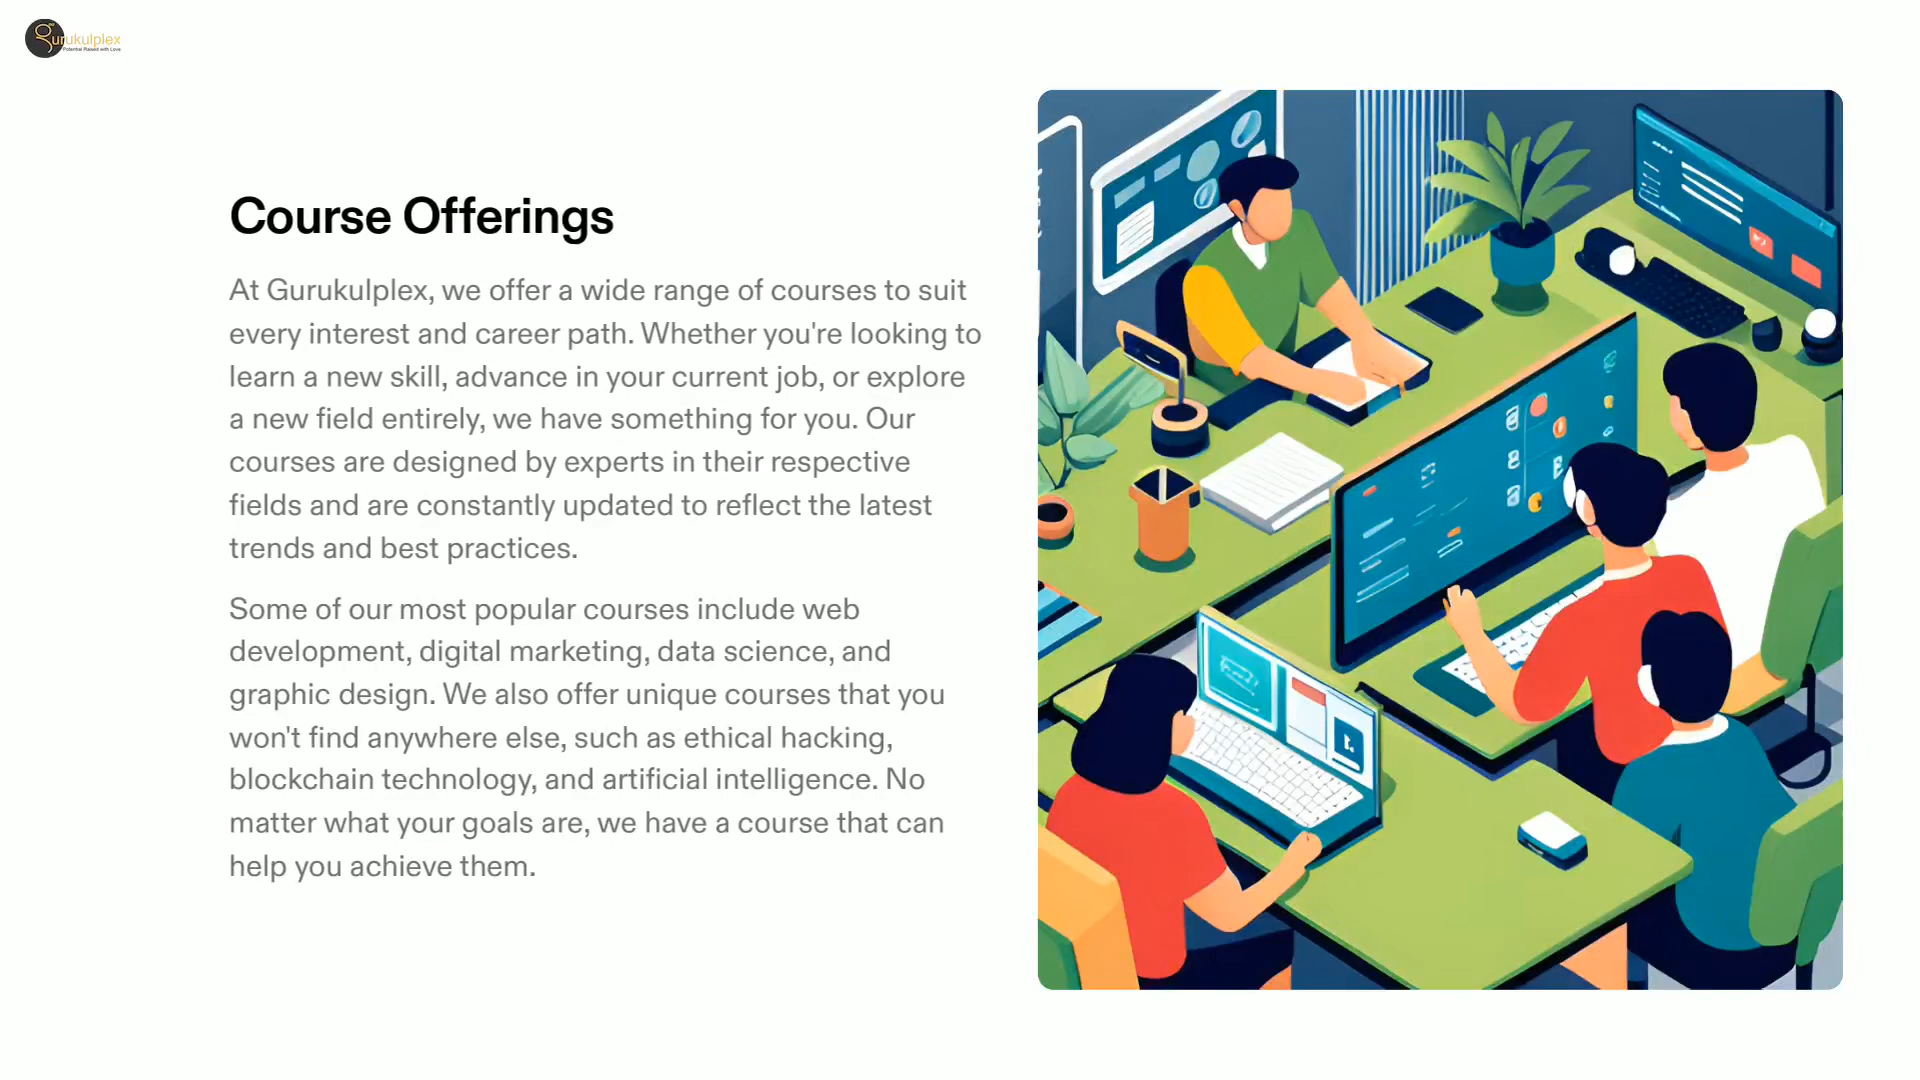 gurukulplex
Potential Raised with Love
Course Offerings
At Gurukulplex, we offer a wide range of courses to suit
every interest and career path. Whether you're looking to
learn a new skill, advance in your current job, or explore
a new field entirely, we have something for you. Our
courses are designed by experts in their respective
fields and are constantly updated to reflect the latest
trends and best practices.
Some of our most popular courses include web
development, digital marketing, data science, and
graphic design. We also offer unique courses that you
won't find anywhere else, such as ethical hacking,
blockchain technology, and artificial intelligence. No
matter what your goals are, we have a course that can
help you achieve them.